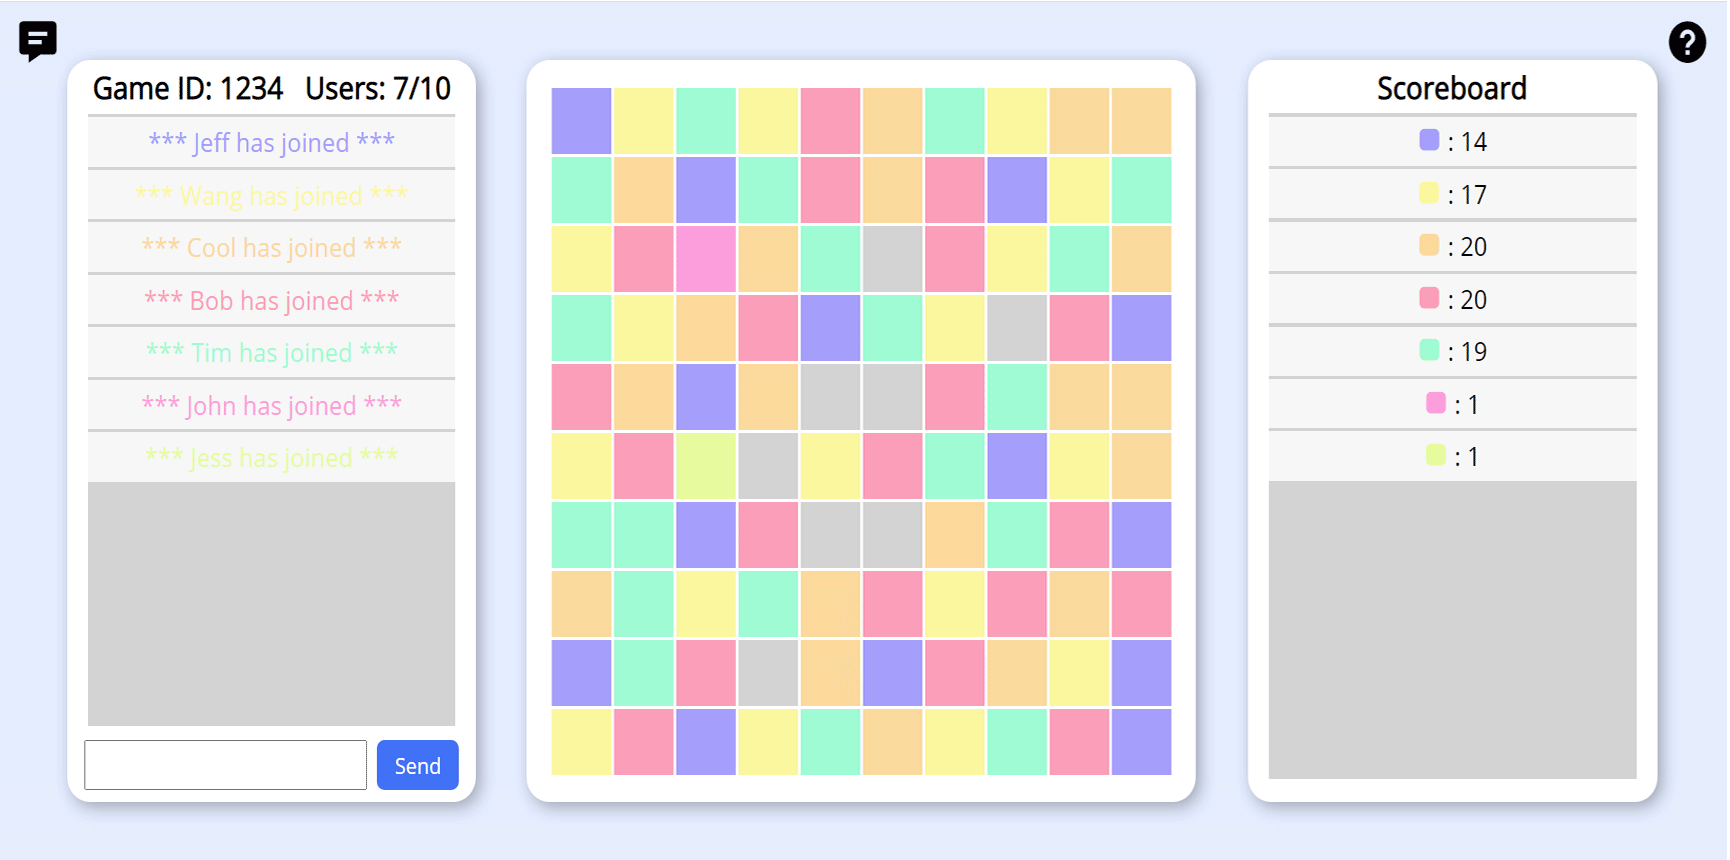 Game ID: 1234 Users: 7/10
*** Jeff has joined ***
*** Wang has joined ***
*** Cool has joined ***
*** Bob has joined ***
*** Tim has joined ***
*** John has joined ***
*** Jess has joined ***
Send
Scoreboard
: 14
: 17
: 20
: 20
: 19
: 1
: 1
?